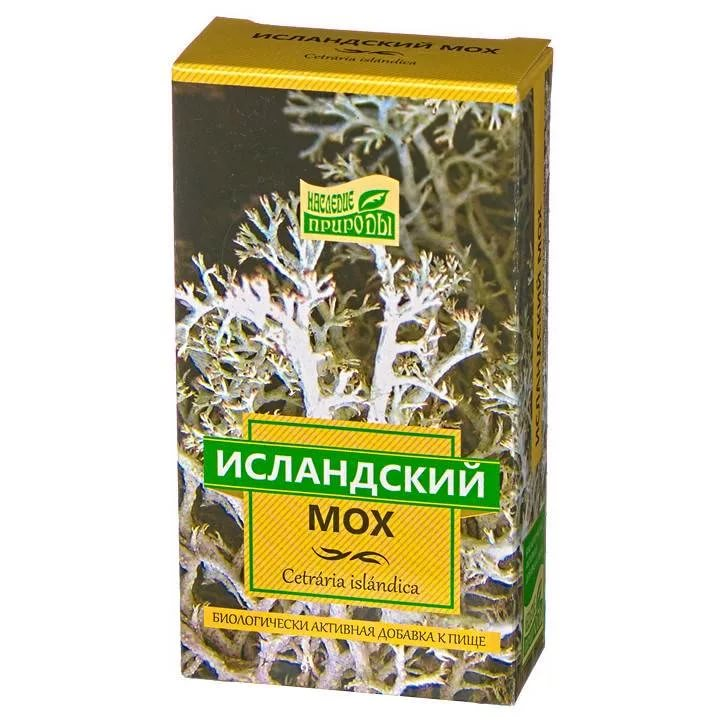 ИСЛАНДСКИЙ МОХ
Cetrária islándica
НАСЛЕДИЕ
ПРИРОДЫ
ИСЛАНДСКИЙ
МОХ
Cetrária islándica
БИОЛОГИЧЕСКИ АКТИВНАЯ ДОБАВКА К ПИЩЕ
ИСЛАНДСКИЙ МОХ